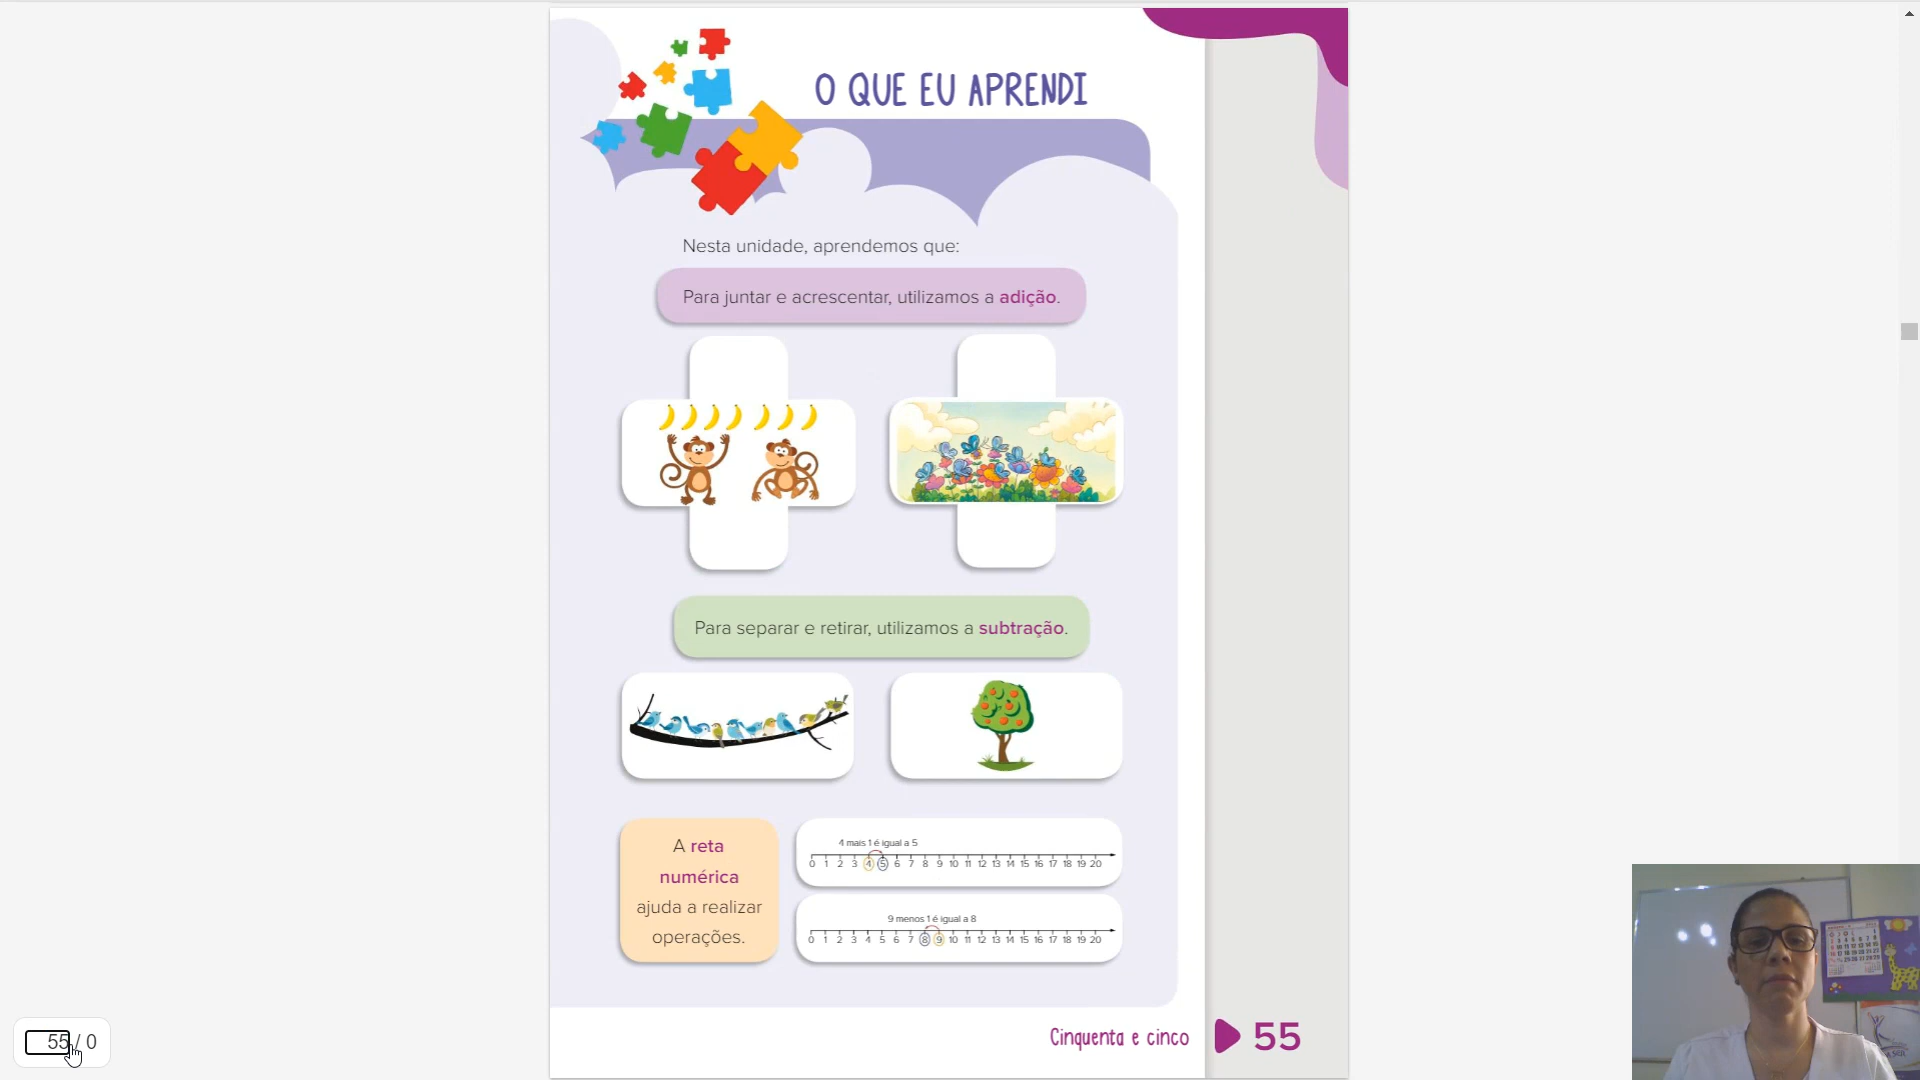 O QUE EU APRENDI
Nesta unidade, aprendemos que:
Para juntar e acrescentar, utilizamos a adição.
Para separar e retirar, utilizamos a subtração.
A reta
numérica
ajuda a realizar
operações.
4 mais 1 é igual a 5
0 1 2 3 4 5 6 7 8 9 10 11 12 13 14 15 16 17 18 19 20
9 menos 1 é igual a 8
0 1 2 3 4 5 6 7 8 9 10 11 12 13 14 15 16 17 18 19 20
Cinquenta e cinco 55
55 / 0